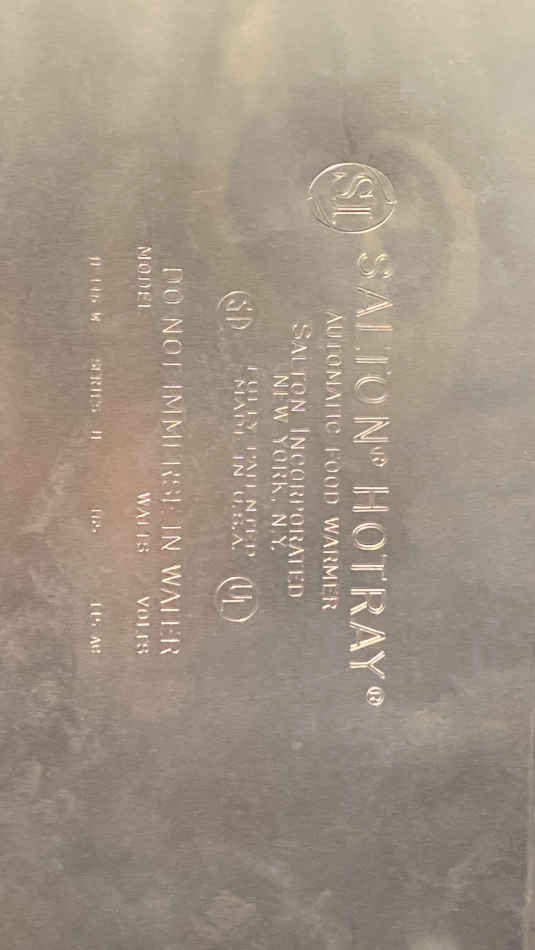 SALTON® HOTRAY®
AUTOMATIC FOOD WARMER
SALTON INCORPORATED
NEW YORK, N.Y.
FULLY PATENTED
MADE IN U.S.A.
UL
DO NOT IMMERSE IN WATER
MODEL WATTS VOLTS
SERIES